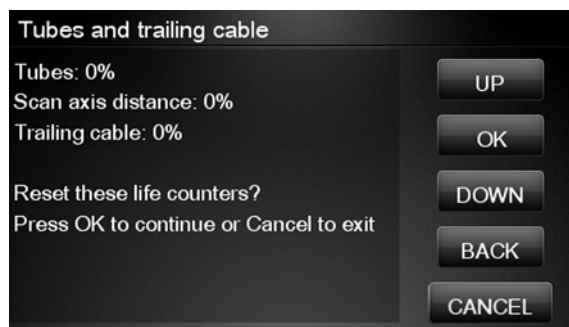 Tubes and trailing cable
Tubes: 0%
Scan axis distance: 0%
Trailing cable: 0%
Reset these life counters?
Press OK to continue or Cancel to exit
UP
OK
DOWN
BACK
CANCEL